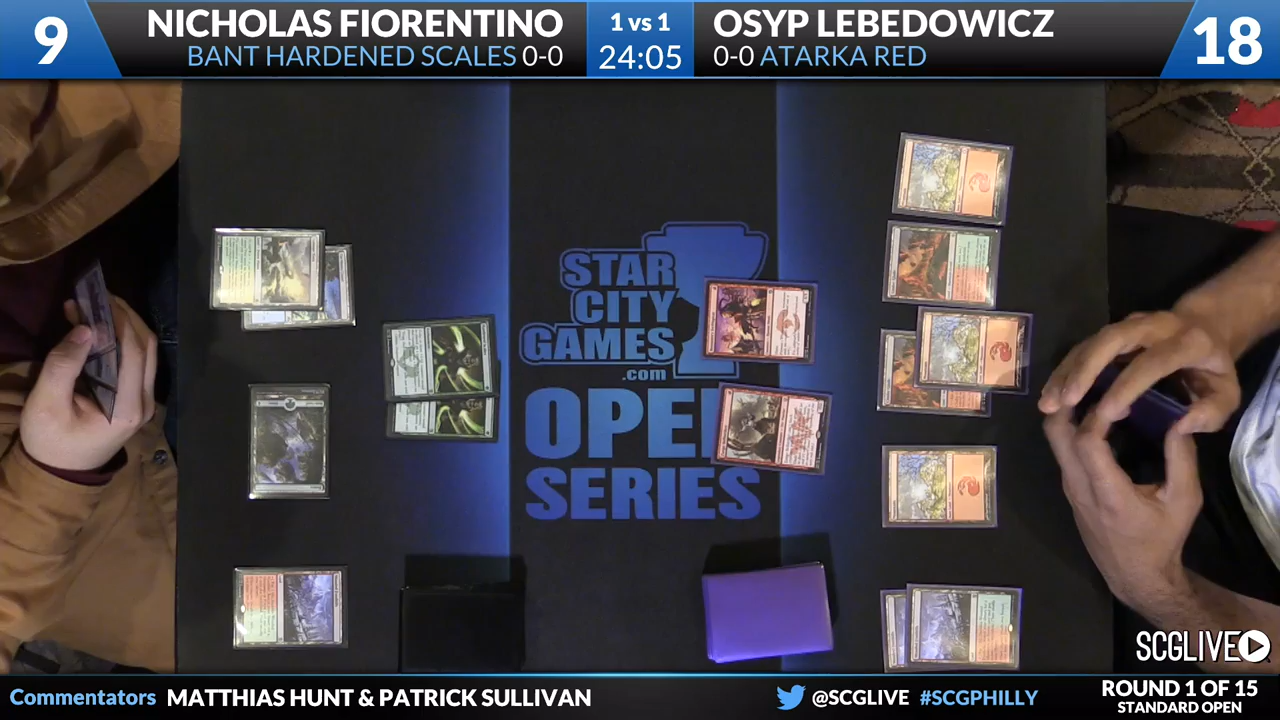 9
NICHOLAS FIORENTINO
BANT HARDENED SCALES 0-0
1 vs 1
24:05
OSYP LEBEDOWICZ
0-0 ATARKA RED
18
STAR
CITY
GAMES
.com
OPEN
SERIES
SCGLIVE
Commentators MATTHIAS HUNT & PATRICK SULLIVAN
@SCGLIVE #SCGPHILLY
ROUND 1 OF 15
STANDARD OPEN